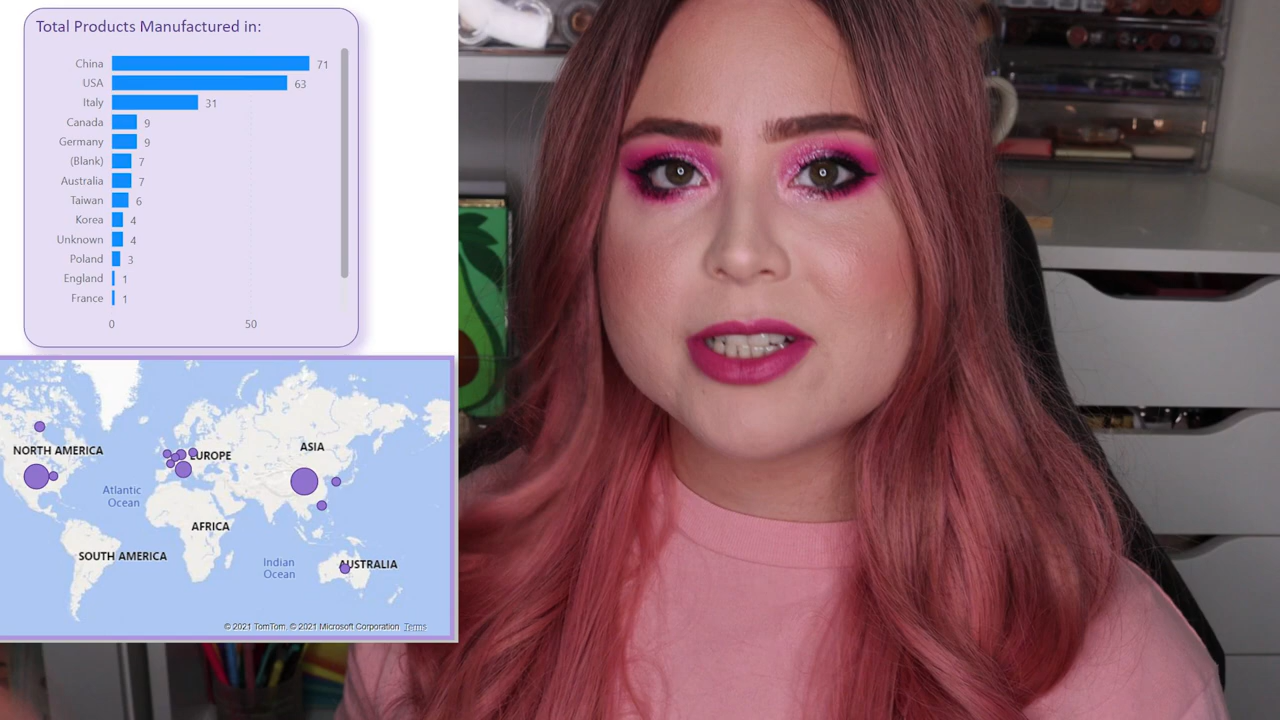 Total Products Manufactured in:
China 71
USA 63
Italy 31
Canada 9
Germany 9
(Blank) 7
Australia 7
Taiwan 6
Korea 4
Unknown 4
Poland 3
England 1
France 1
0 50
NORTH AMERICA
EUROPE
ASIA
Atlantic
Ocean
AFRICA
SOUTH AMERICA
Indian
Ocean
AUSTRALIA
© 2021 TomTom, © 2021 Microsoft Corporation Terms